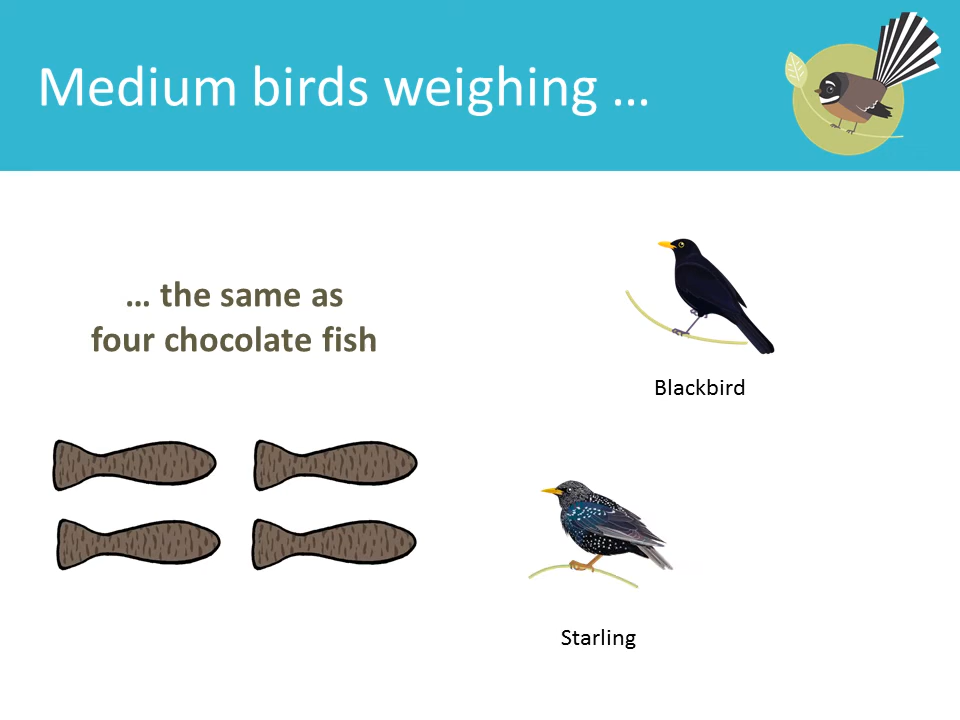 Medium birds weighing …
… the same as
four chocolate fish
Blackbird
Starling